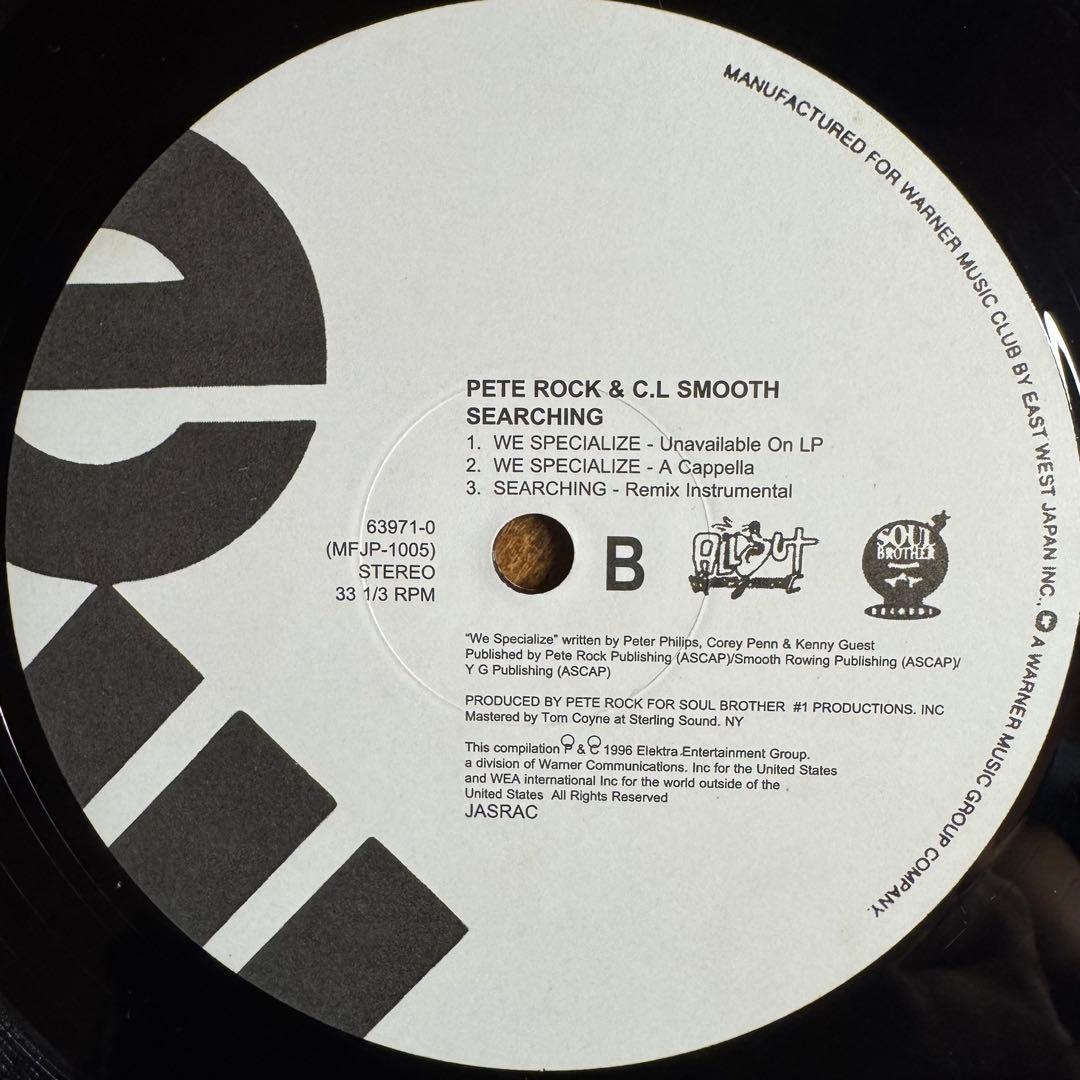 MANUFACTURED FOR WARNER MUSIC CLUB BY EAST WEST JAPAN INC., A WARNER MUSIC GROUP COMPANY.
PETE ROCK & C.L SMOOTH
SEARCHING
1. WE SPECIALIZE - Unavailable On LP
2. WE SPECIALIZE - A Cappella
3. SEARCHING - Remix Instrumental
63971-0
(MFJP-1005)
STEREO
33 1/3 RPM
B
ALL OUT
SOUL
BROTHER
RECORDS
"We Specialize" written by Peter Philips, Corey Penn & Kenny Guest
Published by Pete Rock Publishing (ASCAP)/Smooth Rowing Publishing (ASCAP)/
Y G Publishing (ASCAP)
PRODUCED BY PETE ROCK FOR SOUL BROTHER #1 PRODUCTIONS. INC
Mastered by Tom Coyne at Sterling Sound. NY
This compilation ℗ & © 1996 Elektra Entertainment Group.
a division of Warner Communications. Inc for the United States
and WEA international Inc for the world outside of the
United States All Rights Reserved
JASRAC